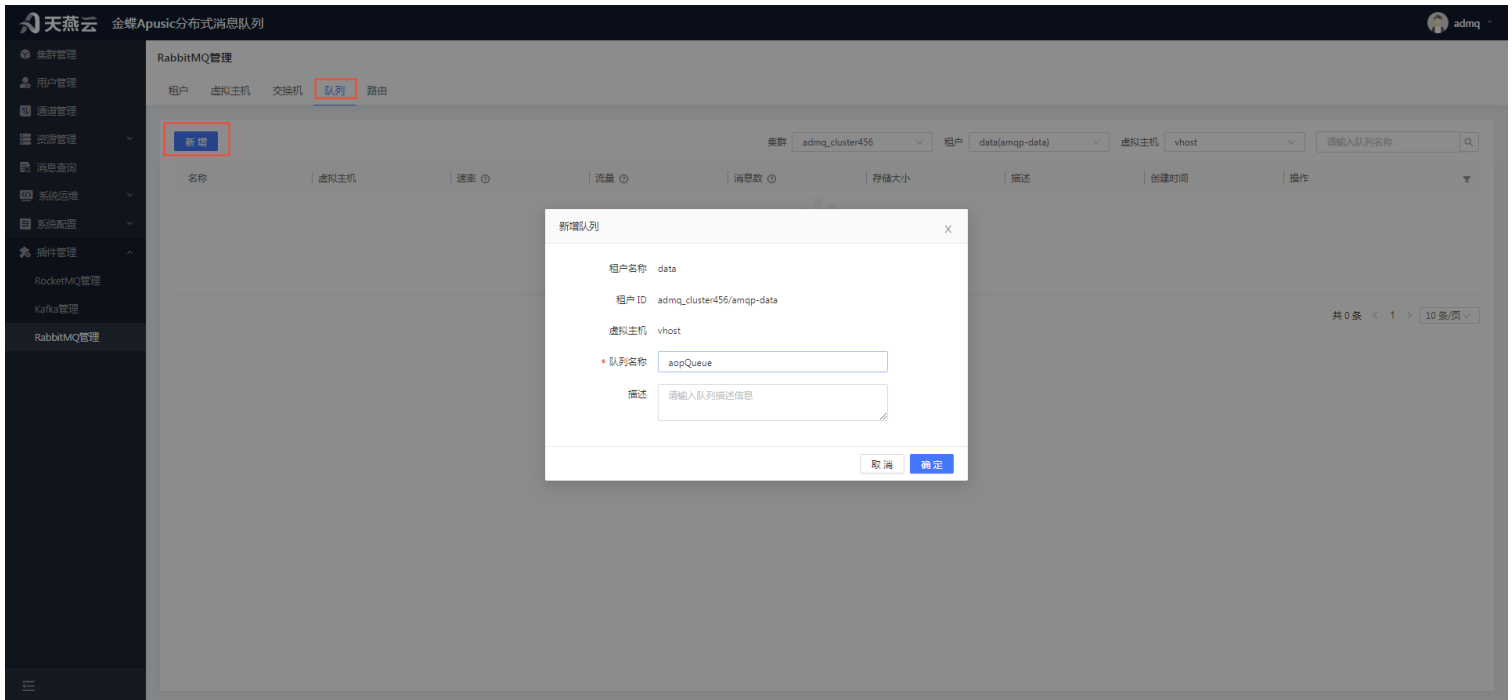 天燕云 金蝶Apusic分布式消息队列 admq
集群管理
用户管理
通道管理
资源管理
消息查询
系统运维
系统配置
插件管理
RocketMQ管理
Kafka管理
RabbitMQ管理
RabbitMQ管理
租户 虚拟主机 交换机 队列 路由
新增 集群 admq_cluster456 租户 data(amqp-data) 虚拟主机 vhost 请输入队列名称
名称 虚拟主机 速率 流量 消息数 存储大小 描述 创建时间 操作
新增队列
租户名称 data
租户 ID admq_cluster456/amqp-data
虚拟主机 vhost
* 队列名称 aopQueue
描述 请输入队列描述信息
取消 确定
共 0 条 < 1 > 10 条/页